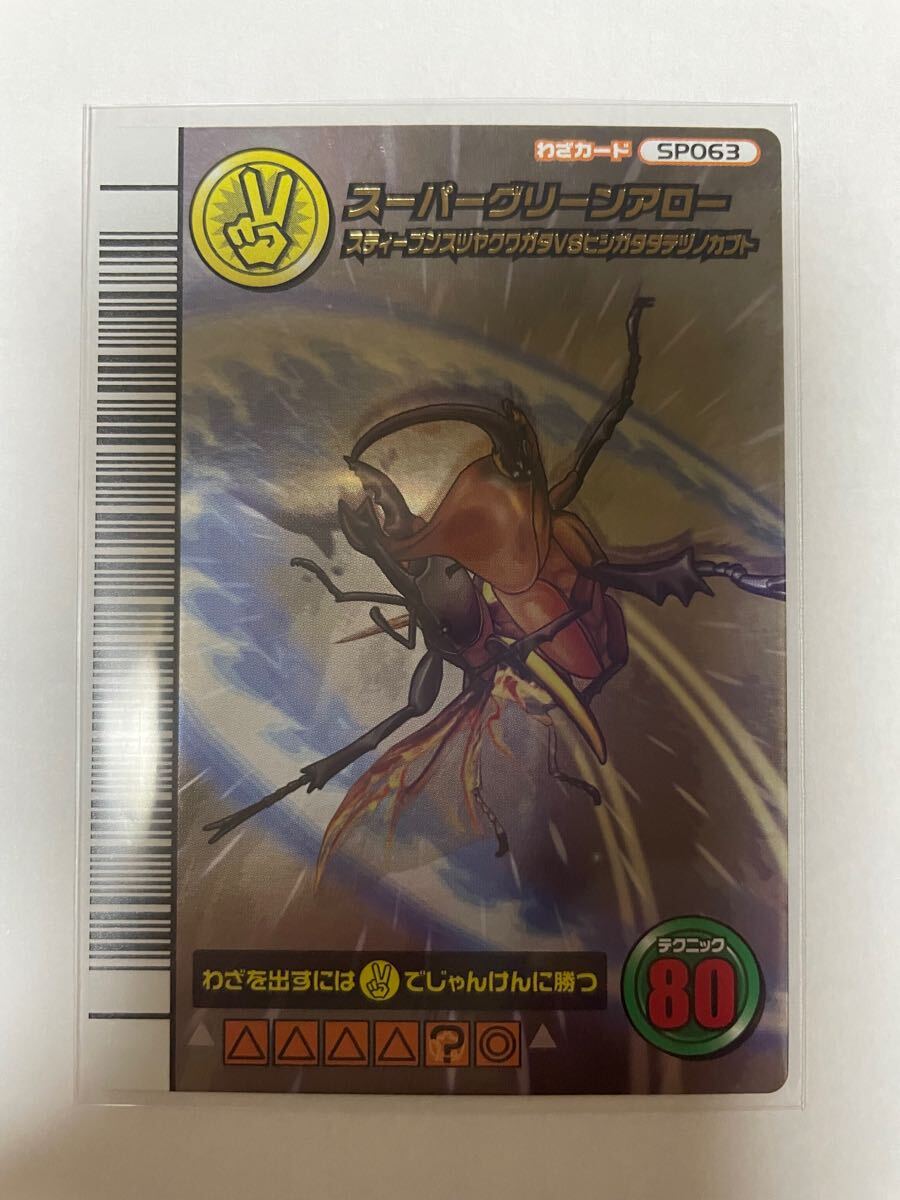 わざカード SP063
スーパーグリーンアロー
スティーブンスツヤクワガタVSヒシガタタテヅノカブト
わざを出すには でじゃんけんに勝つ
テクニック
80
?